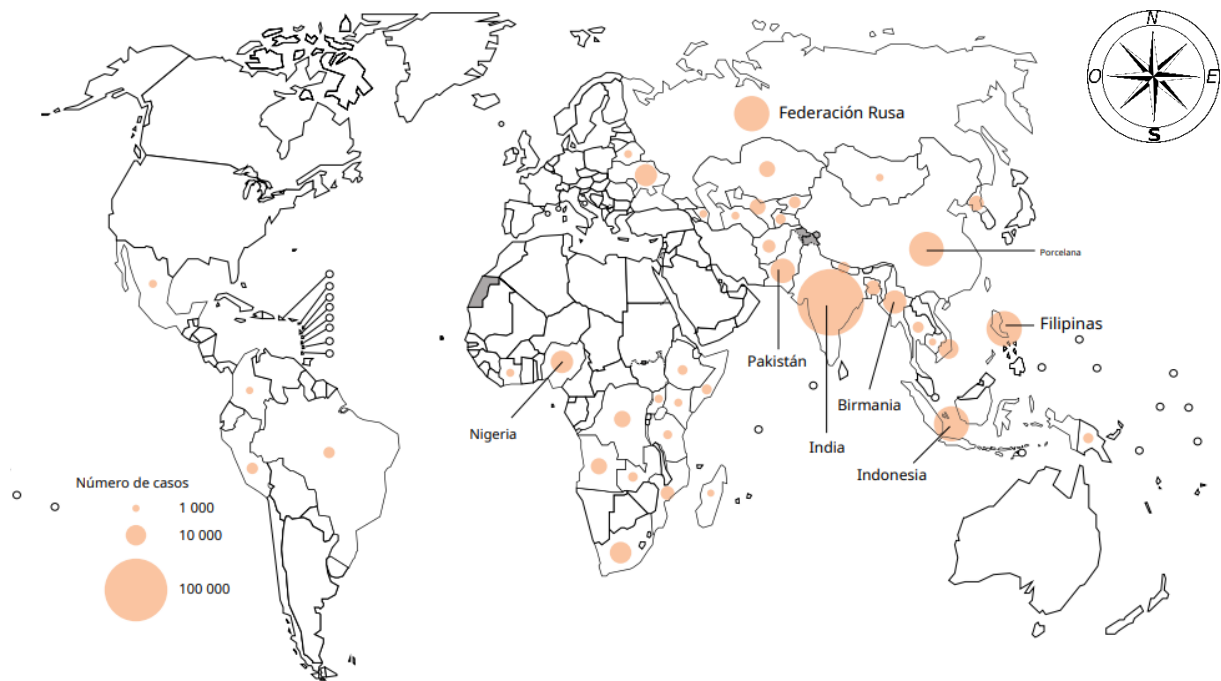 N
O
E
S
Federación Rusa
Porcelana
Filipinas
Pakistán
Birmania
Nigeria
India
Indonesia
Número de casos
1 000
10 000
100 000